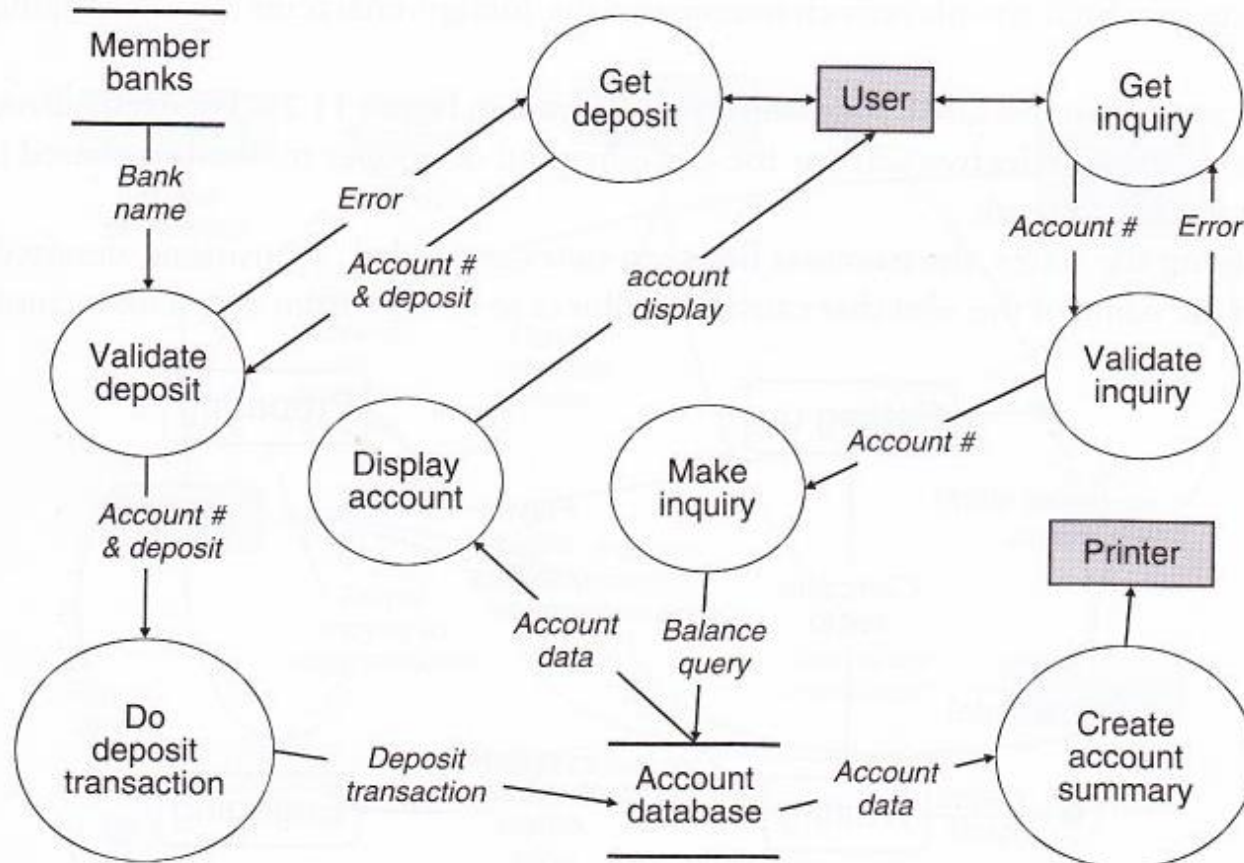 Member
banks
Get
deposit
User
Get
inquiry
Bank
name
Error
Account #
& deposit
account
display
Account #
Error
Validate
deposit
Validate
inquiry
Display
account
Make
inquiry
Account #
Account #
& deposit
Printer
Account
data
Balance
query
Do
deposit
transaction
Deposit
transaction
Account
database
Account
data
Create
account
summary